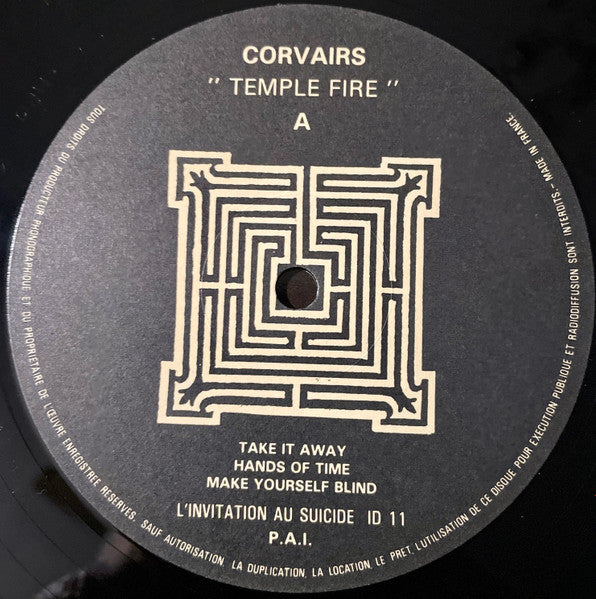 CORVAIRS
" TEMPLE FIRE "
A
TAKE IT AWAY
HANDS OF TIME
MAKE YOURSELF BLIND
L'INVITATION AU SUICIDE ID 11
P.A.I.
TOUS DROITS DU PRODUCTEUR PHONOGRAPHIQUE ET DU PROPRIETAIRE DE L'ŒUVRE ENREGISTREE RESERVES. SAUF AUTORISATION, LA DUPLICATION, LA LOCATION, LE PRET, L'UTILISATION DE CE DISQUE POUR EXECUTION PUBLIQUE ET RADIODIFFUSION SONT INTERDITS - MADE IN FRANCE.